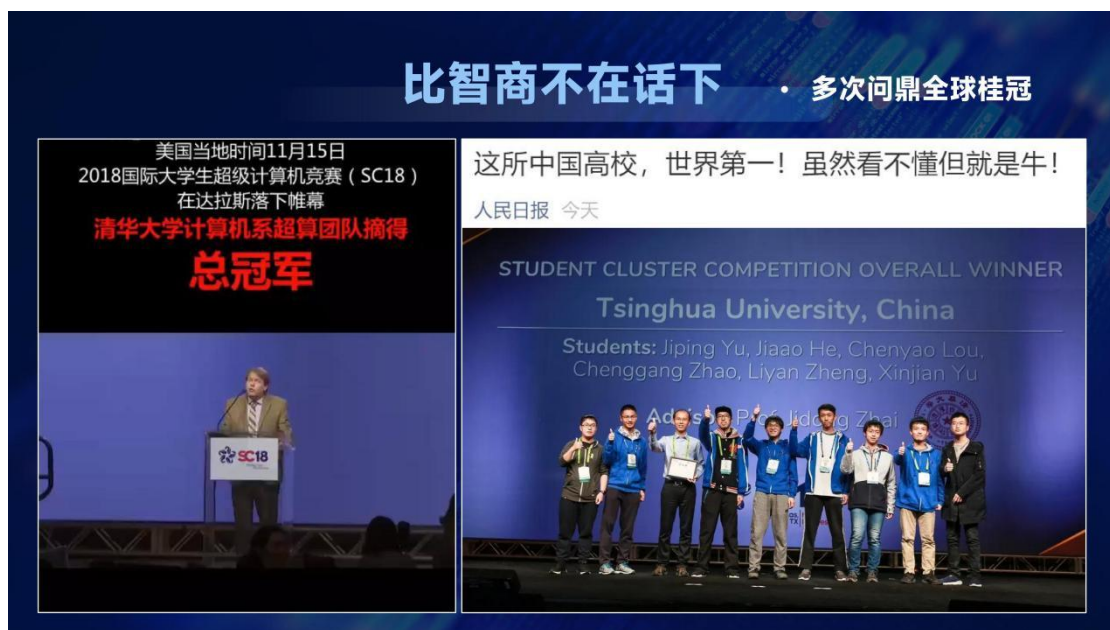 比智商不在话下
· 多次问鼎全球桂冠
美国当地时间11月15日
2018国际大学生超级计算机竞赛（SC18）
在达拉斯落下帷幕
清华大学计算机系超算团队摘得
总冠军
SC18
这所中国高校，世界第一！虽然看不懂但就是牛！
人民日报 今天
STUDENT CLUSTER COMPETITION OVERALL WINNER
Tsinghua University, China
Students: Jiping Yu, Jiaao He, Chenyao Lou,
Chenggang Zhao, Liyan Zheng, Xinjian Yu
Prof. Jidong Zhai